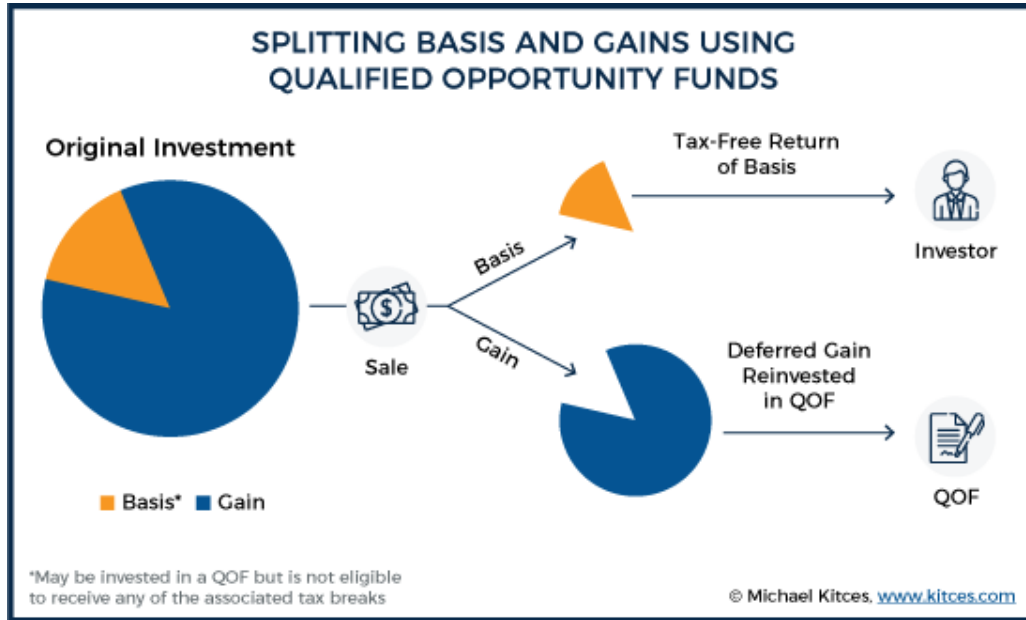 SPLITTING BASIS AND GAINS USING
QUALIFIED OPPORTUNITY FUNDS
Original Investment
Tax-Free Return
of Basis
Investor
Basis
Sale
Gain
Deferred Gain
Reinvested
in QOF
QOF
Basis* Gain
*May be invested in a QOF but is not eligible
to receive any of the associated tax breaks
© Michael Kitces, www.kitces.com